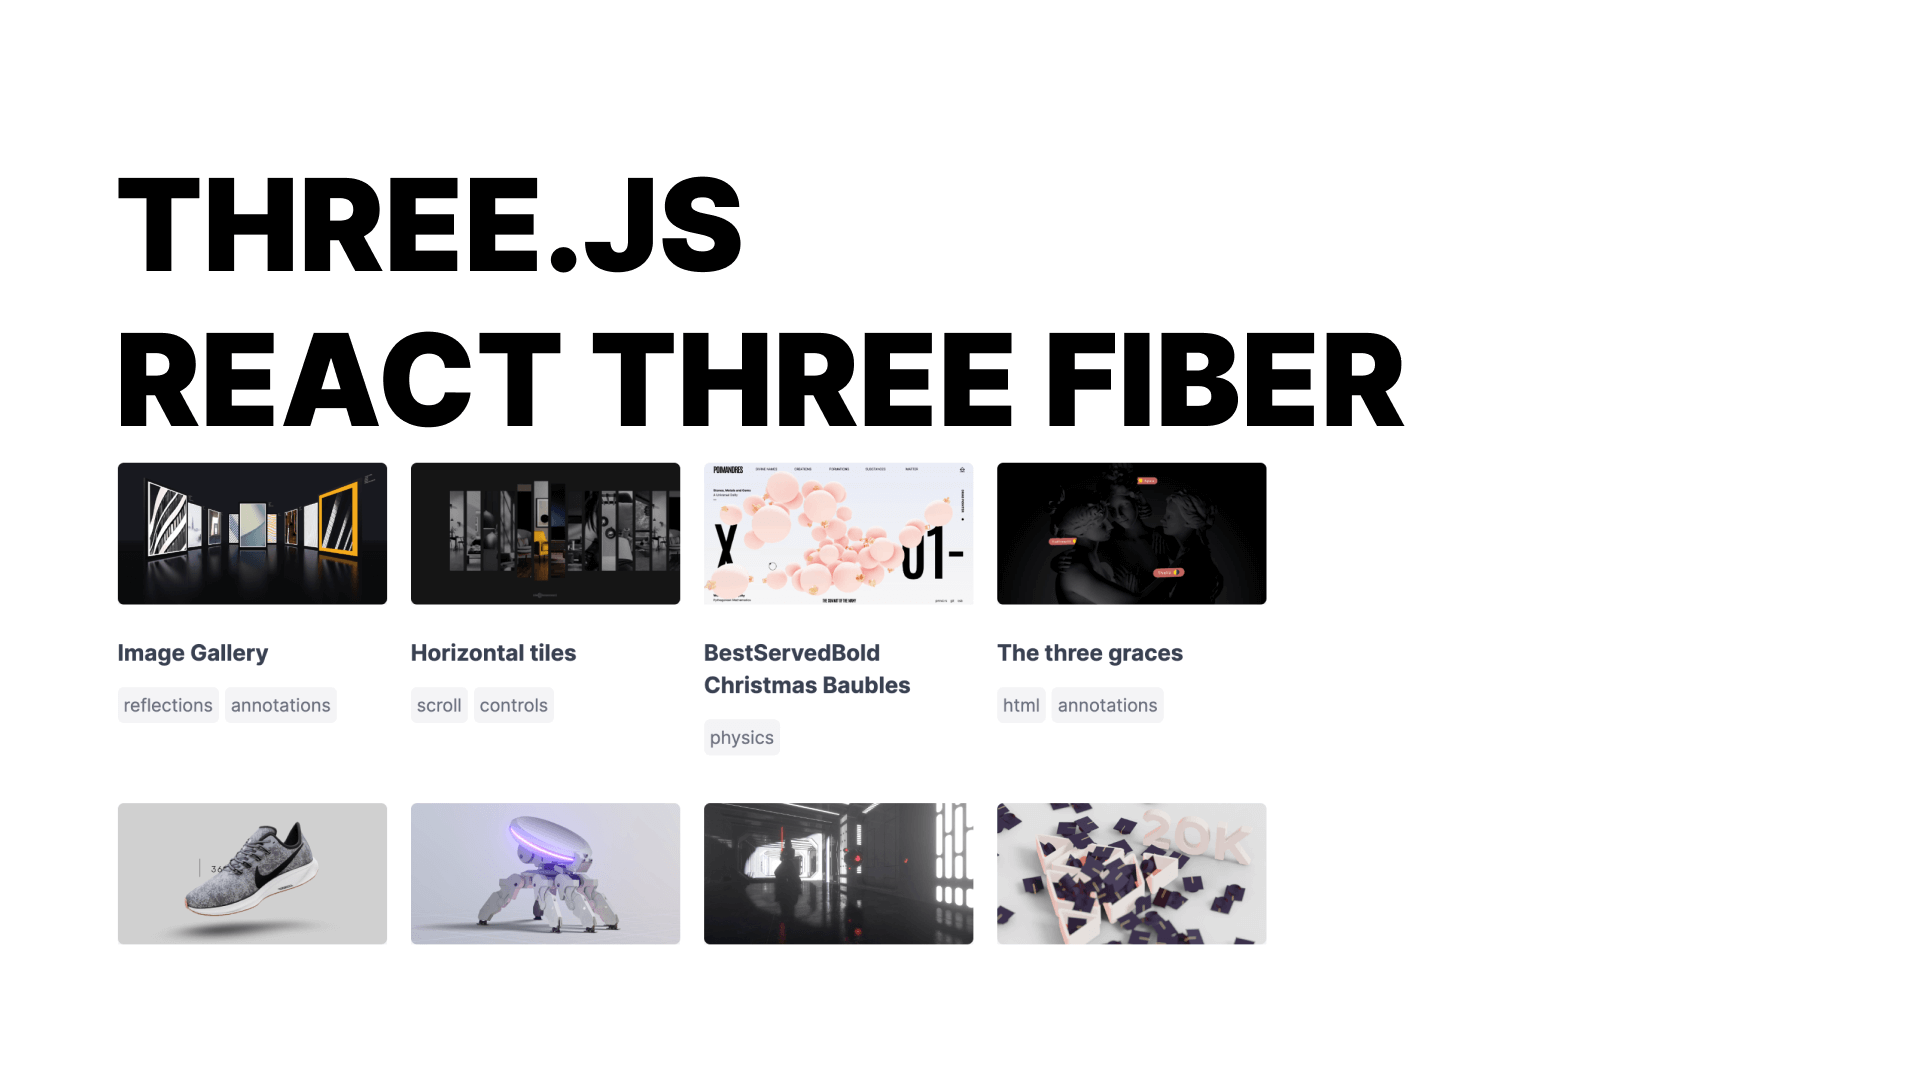 THREE.JS
REACT THREE FIBER
POIMANDRES
X
01-
Image Gallery
Horizontal tiles
BestServedBold
Christmas Baubles
The three graces
reflections
annotations
scroll
controls
physics
html
annotations
36
20K